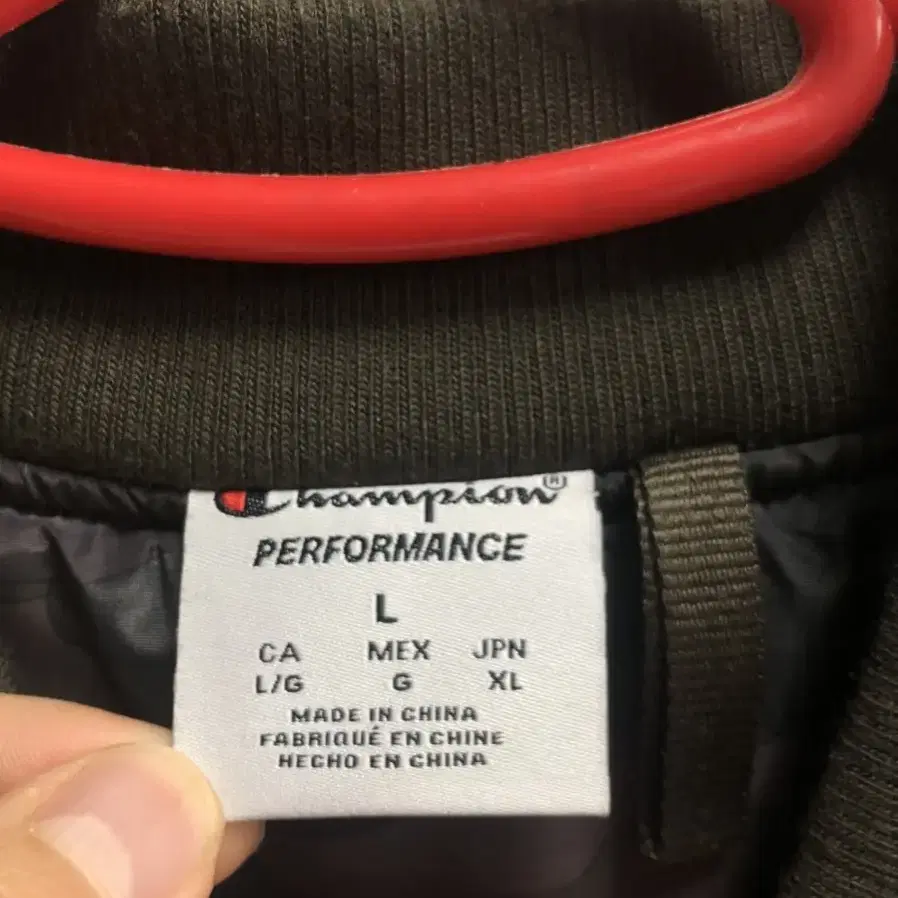 Champion®
PERFORMANCE
L
CA MEX JPN
L/G G XL
MADE IN CHINA
FABRIQUÉ EN CHINE
HECHO EN CHINA